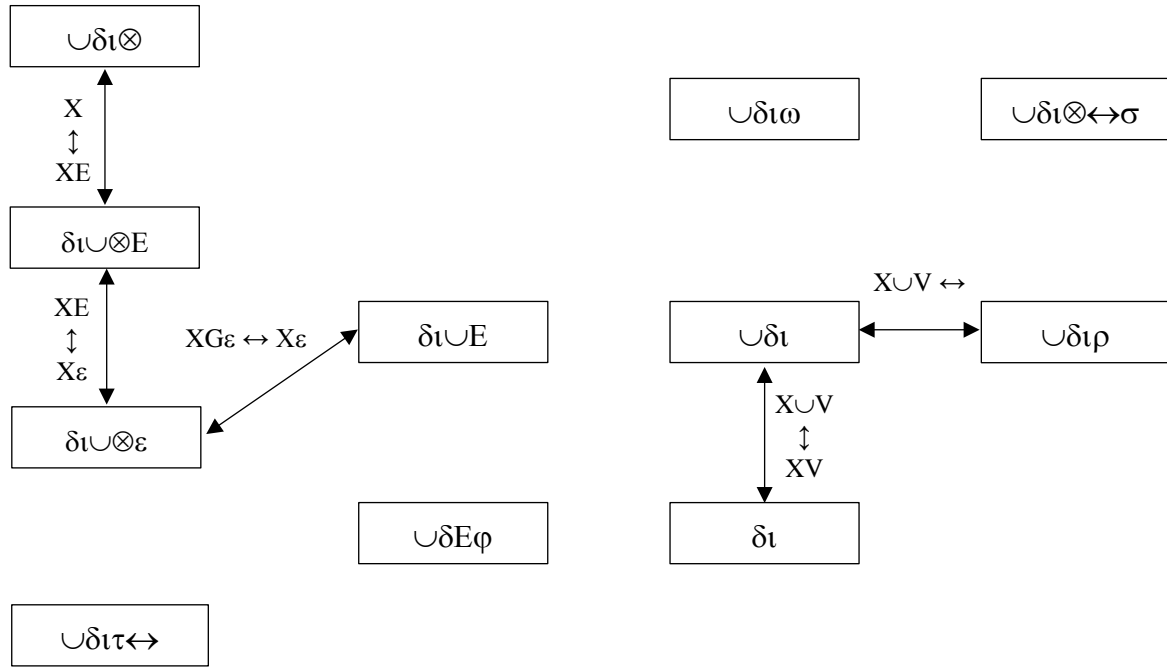 ∪δι⊗
X
↕
XE
∪διω
∪δι⊗↔σ
δι∪⊗E
XE
↕
Xε
XGε ↔ Xε
δι∪E
X∪V ↔
∪δι
∪διρ
δι∪⊗ε
X∪V
↕
XV
∪δEφ
δι
∪διτ↔